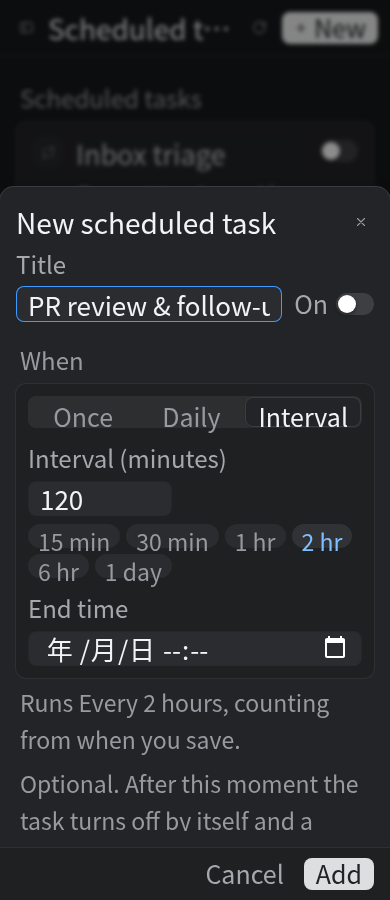 Scheduled t···
+ New
Scheduled tasks
Inbox triage
New scheduled task
×
Title
PR review & follow-u
On
When
Once Daily Interval
Interval (minutes)
120
15 min 30 min 1 hr 2 hr
6 hr 1 day
End time
年 /月/日 --:--
Runs Every 2 hours, counting
from when you save.
Optional. After this moment the
task turns off by itself and a
Cancel Add